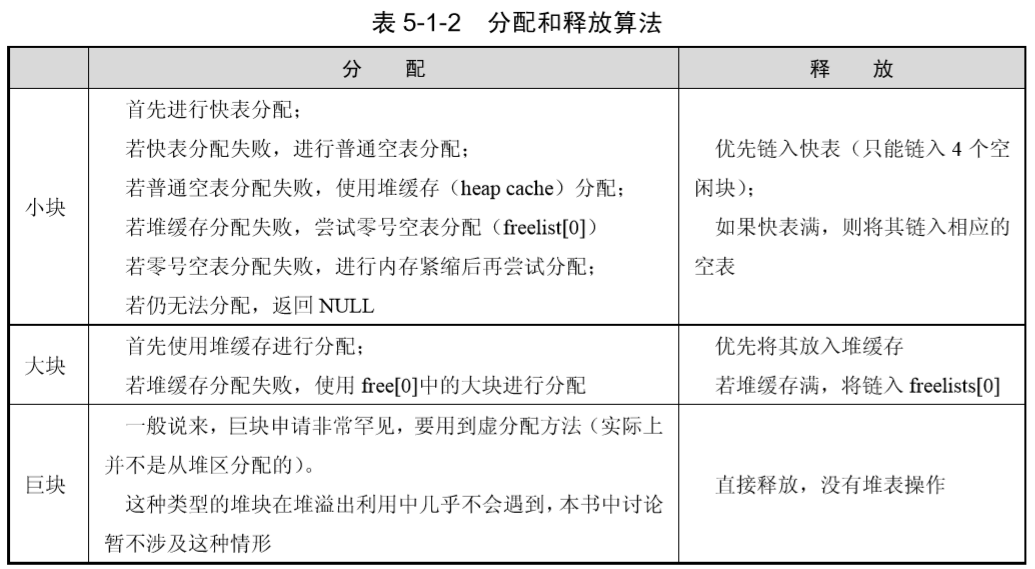 表 5-1-2 分配和释放算法
分 配
释 放
小块
首先进行快表分配；
若快表分配失败，进行普通空表分配；
若普通空表分配失败，使用堆缓存（heap cache）分配；
若堆缓存分配失败，尝试零号空表分配（freelist[0]）
若零号空表分配失败，进行内存紧缩后再尝试分配；
若仍无法分配，返回 NULL
优先链入快表（只能链入 4 个空
闲块）；
如果快表满，则将其链入相应的
空表
大块
首先使用堆缓存进行分配；
若堆缓存分配失败，使用 free[0]中的大块进行分配
优先将其放入堆缓存
若堆缓存满，将链入 freelists[0]
巨块
一般说来，巨块申请非常罕见，要用到虚分配方法（实际上
并不是从堆区分配的）。
这种类型的堆块在堆溢出利用中几乎不会遇到，本书中讨论
暂不涉及这种情形
直接释放，没有堆表操作